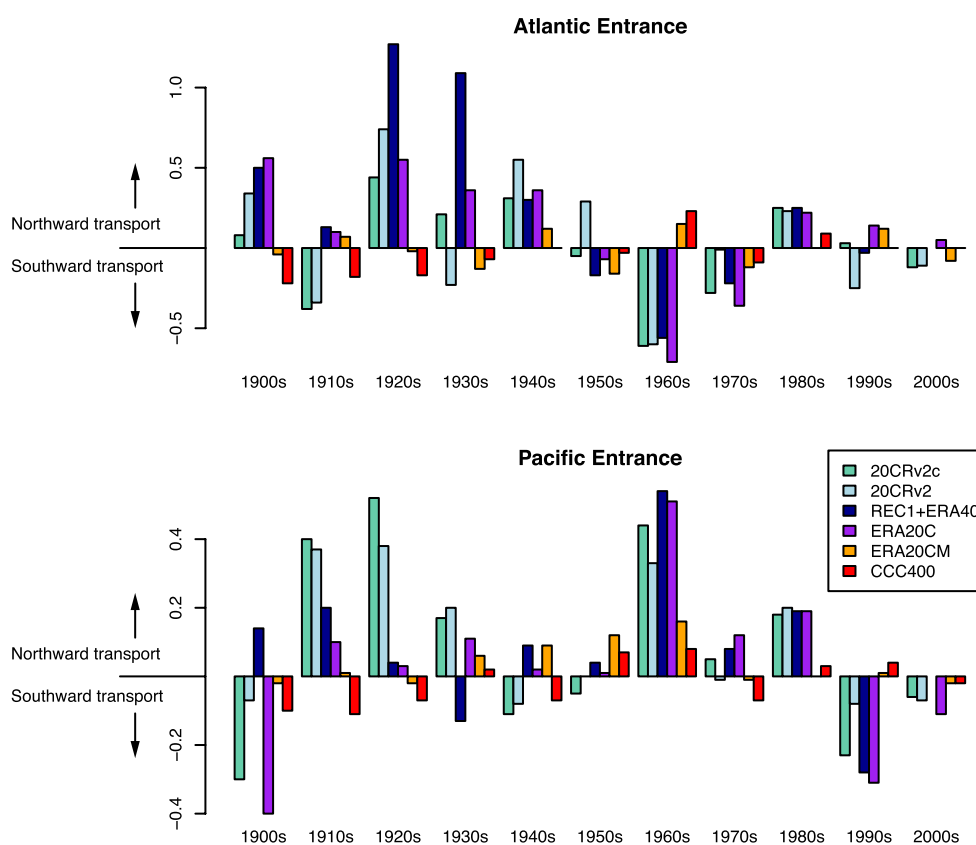 Atlantic Entrance
1.0
0.5
Northward transport
Southward transport
−0.5
1900s 1910s 1920s 1930s 1940s 1950s 1960s 1970s 1980s 1990s 2000s
Pacific Entrance
20CRv2c
20CRv2
REC1+ERA40
ERA20C
ERA20CM
CCC400
0.4
0.2
Northward transport
Southward transport
−0.2
−0.4
1900s 1910s 1920s 1930s 1940s 1950s 1960s 1970s 1980s 1990s 2000s